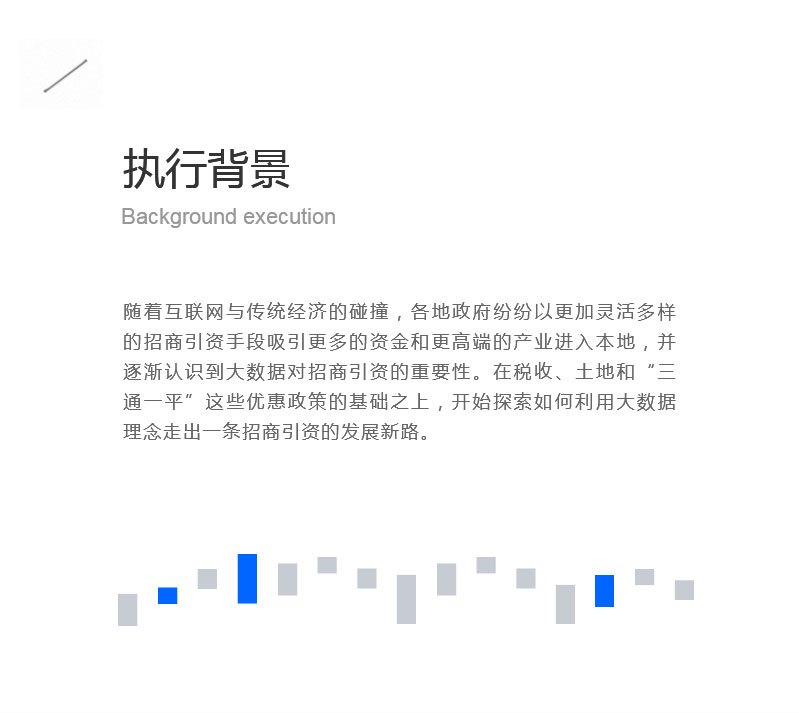 执行背景
Background execution
随着互联网与传统经济的碰撞，各地政府纷纷以更加灵活多样
的招商引资手段吸引更多的资金和更高端的产业进入本地，并
逐渐认识到大数据对招商引资的重要性。在税收、土地和“三
通一平”这些优惠政策的基础之上，开始探索如何利用大数据
理念走出一条招商引资的发展新路。